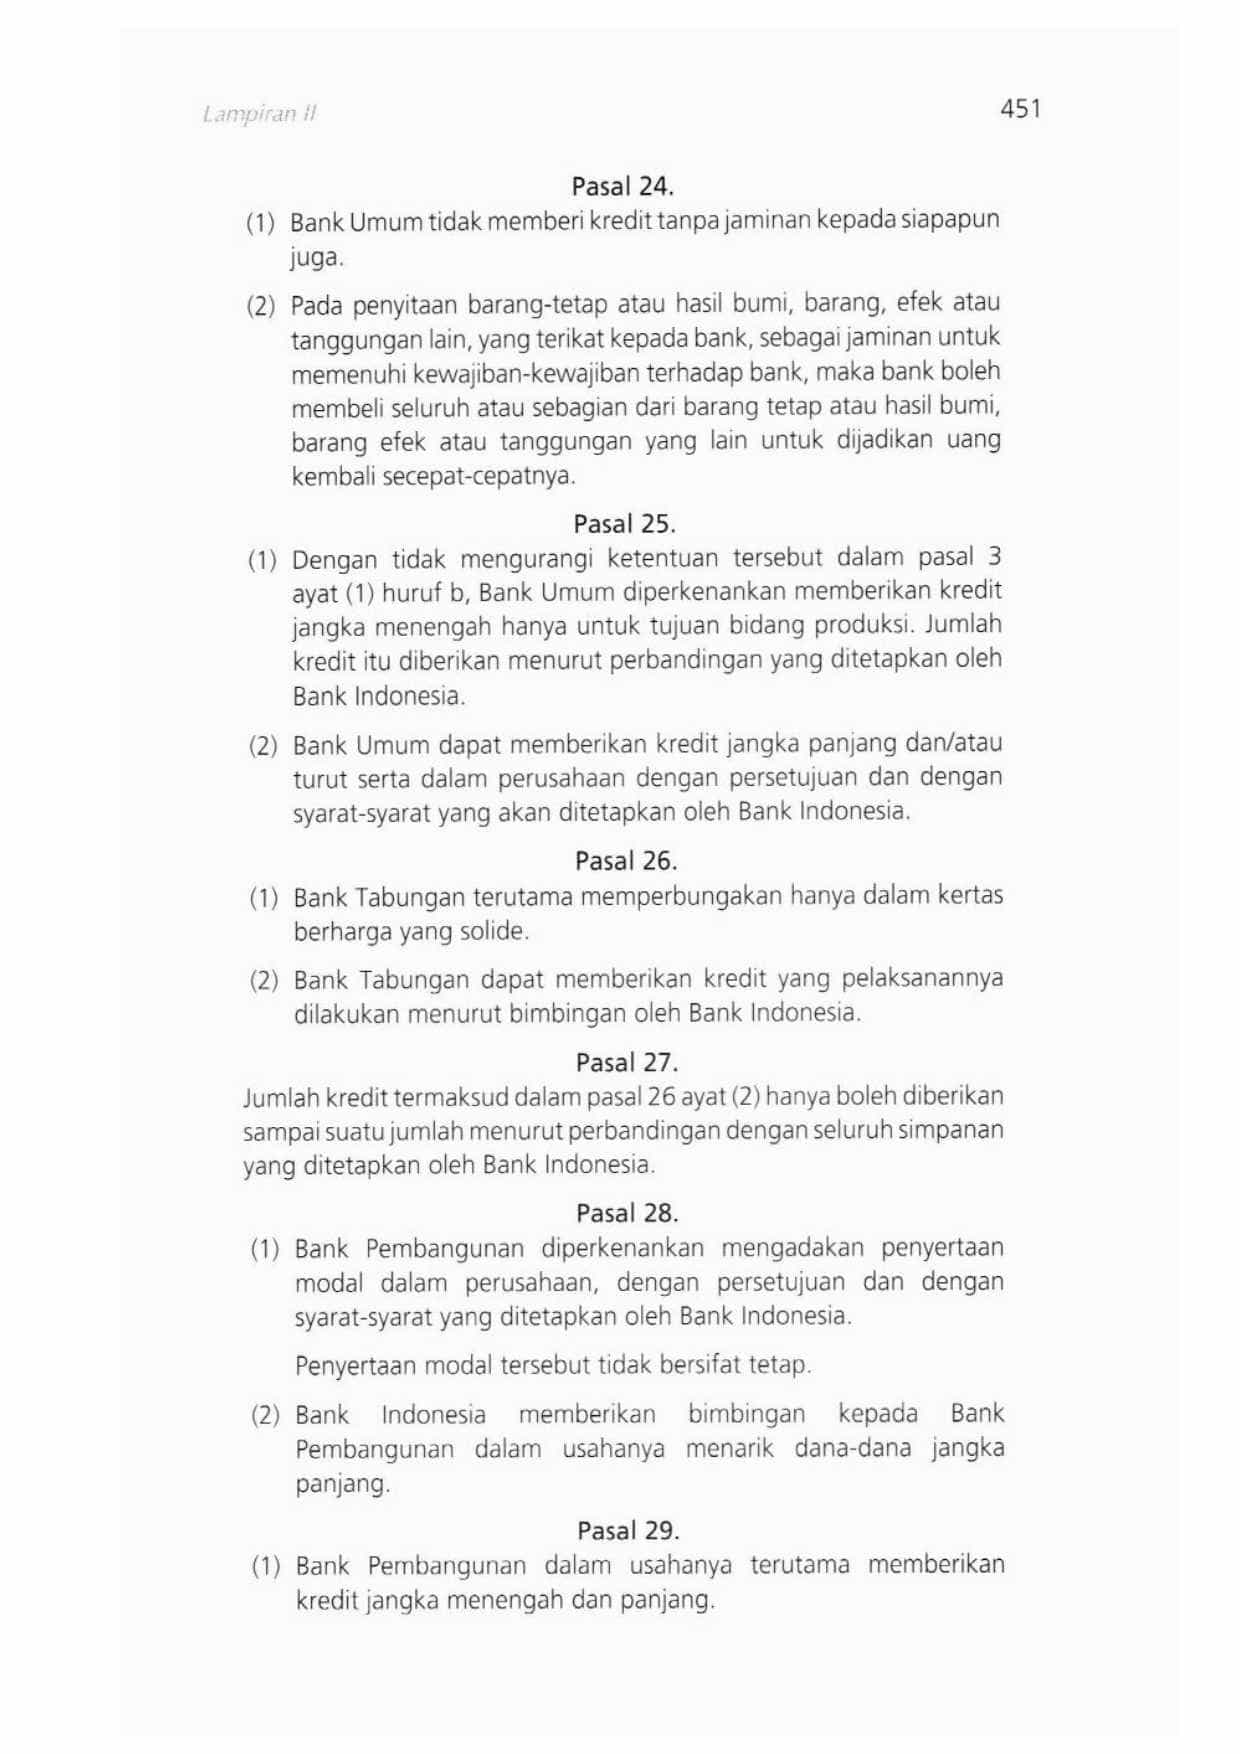 Lampiran II
451
Pasal 24.
(1) Bank Umum tidak memberi kredit tanpa jaminan kepada siapapun
juga.
(2) Pada penyitaan barang-tetap atau hasil bumi, barang, efek atau
tanggungan lain, yang terikat kepada bank, sebagai jaminan untuk
memenuhi kewajiban-kewajiban terhadap bank, maka bank boleh
membeli seluruh atau sebagian dari barang tetap atau hasil bumi,
barang efek atau tanggungan yang lain untuk dijadikan uang
kembali secepat-cepatnya.
Pasal 25.
(1) Dengan tidak mengurangi ketentuan tersebut dalam pasal 3
ayat (1) huruf b, Bank Umum diperkenankan memberikan kredit
jangka menengah hanya untuk tujuan bidang produksi. Jumlah
kredit itu diberikan menurut perbandingan yang ditetapkan oleh
Bank Indonesia.
(2) Bank Umum dapat memberikan kredit jangka panjang dan/atau
turut serta dalam perusahaan dengan persetujuan dan dengan
syarat-syarat yang akan ditetapkan oleh Bank Indonesia.
Pasal 26.
(1) Bank Tabungan terutama memperbungakan hanya dalam kertas
berharga yang solide.
(2) Bank Tabungan dapat memberikan kredit yang pelaksanannya
dilakukan menurut bimbingan oleh Bank Indonesia.
Pasal 27.
Jumlah kredit termaksud dalam pasal 26 ayat (2) hanya boleh diberikan
sampai suatu jumlah menurut perbandingan dengan seluruh simpanan
yang ditetapkan oleh Bank Indonesia.
Pasal 28.
(1) Bank Pembangunan diperkenankan mengadakan penyertaan
modal dalam perusahaan, dengan persetujuan dan dengan
syarat-syarat yang ditetapkan oleh Bank Indonesia.
Penyertaan modal tersebut tidak bersifat tetap.
(2) Bank Indonesia memberikan bimbingan kepada Bank
Pembangunan dalam usahanya menarik dana-dana jangka
panjang.
Pasal 29.
(1) Bank Pembangunan dalam usahanya terutama memberikan
kredit jangka menengah dan panjang.